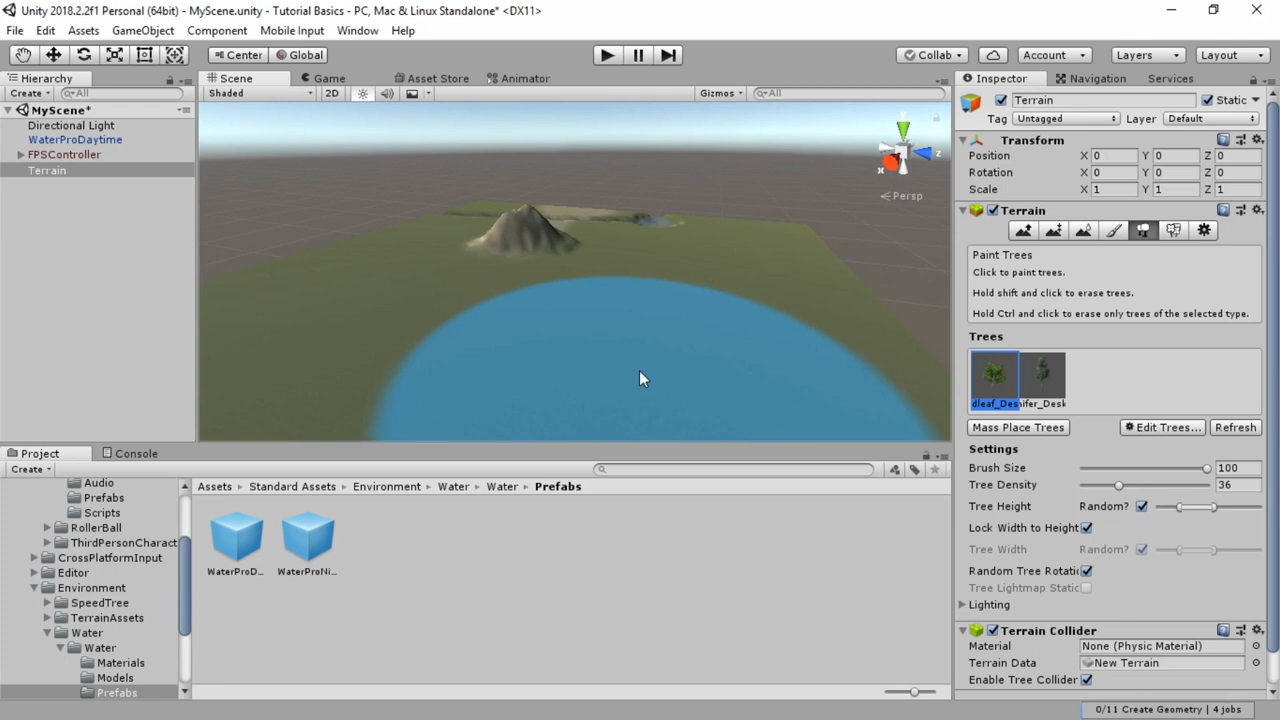 Unity 2018.2.2f1 Personal (64bit) - MyScene.unity - Tutorial Basics - PC, Mac & Linux Standalone* <DX11>
File Edit Assets GameObject Component Mobile Input Window Help
Center Global Collab Account Layers Layout
Hierarchy
Create All
MyScene*
Directional Light
WaterProDaytime
FPSController
Terrain
Scene Game Asset Store Animator
Shaded 2D Gizmos All
Persp
x
z
Inspector Navigation Services
Terrain Static
Tag Untagged Layer Default
Transform
Position X 0 Y 0 Z 0
Rotation X 0 Y 0 Z 0
Scale X 1 Y 1 Z 1
Terrain
Paint Trees
Click to paint trees.
Hold shift and click to erase trees.
Hold Ctrl and click to erase only trees of the selected type.
Trees
dleaf_Des nifer_Desk
Mass Place Trees Edit Trees... Refresh
Settings
Brush Size 100
Tree Density 36
Tree Height Random?
Lock Width to Height
Tree Width Random?
Random Tree Rotatic
Tree Lightmap Static
Lighting
Terrain Collider
Material None (Physic Material)
Terrain Data New Terrain
Enable Tree Collider
0/11 Create Geometry | 4 jobs
Project Console
Create
Audio
Prefabs
Scripts
RollerBall
ThirdPersonCharact
CrossPlatformInput
Editor
Environment
SpeedTree
TerrainAssets
Water
Water
Materials
Models
Prefabs
Assets Standard Assets Environment Water Water Prefabs
WaterProD... WaterProNi...